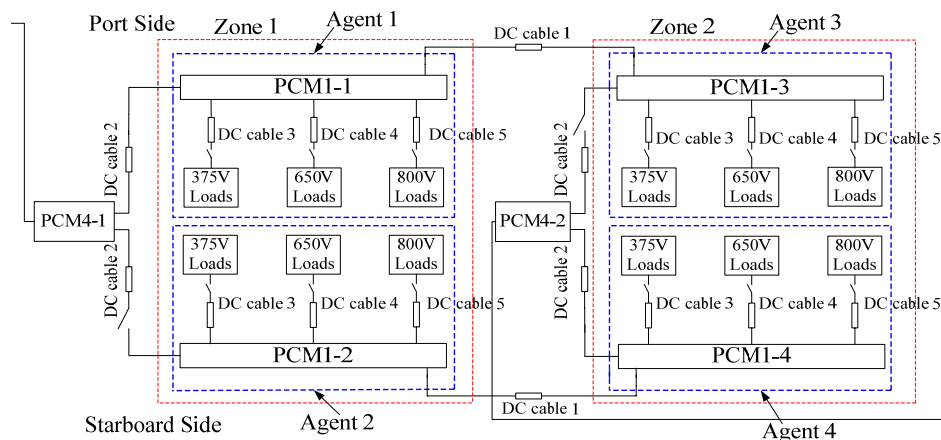 Port Side
Zone 1
Agent 1
DC cable 1
Zone 2
Agent 3
PCM1-1
PCM1-3
DC cable 2
DC cable 3
DC cable 4
DC cable 5
375V
Loads
650V
Loads
800V
Loads
DC cable 2
DC cable 3
DC cable 4
DC cable 5
375V
Loads
650V
Loads
800V
Loads
PCM4-1
PCM4-2
DC cable 2
375V
Loads
650V
Loads
800V
Loads
DC cable 3
DC cable 4
DC cable 5
DC cable 2
375V
Loads
650V
Loads
800V
Loads
DC cable 3
DC cable 4
DC cable 5
PCM1-2
PCM1-4
Starboard Side
Agent 2
DC cable 1
Agent 4